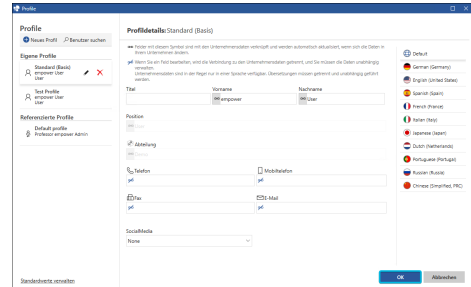 Profile
Profile
Neues Profil
Benutzer suchen
Eigene Profile
Standard (Basis)
empower User
User
Test Profile
empower User
User
Referenzierte Profile
Default profile
Professor empower Admin
Standardwerte verwalten
Profildetails: Standard (Basis)
Felder mit diesem Symbol sind mit den Unternehmensdaten verknüpft und werden automatisch aktualisiert, wenn sich die Daten in
Ihrem Unternehmen ändern.
Wenn Sie ein Feld bearbeiten, wird die Verbindung zu den Unternehmensdaten getrennt, und Sie müssen die Daten unabhängig
verwalten.
Unternehmensdaten sind in der Regel nur in einer Sprache verfügbar. Übersetzungen müssen getrennt und unabhängig geführt
werden.
Titel
Vorname
Nachname
empower
User
Position
Abteilung
Telefon
Mobiltelefon
Fax
E-Mail
SocialMedia
None
Default
German (Germany)
English (United States)
Spanish (Spain)
French (France)
Italian (Italy)
Japanese (Japan)
Dutch (Netherlands)
Portuguese (Portugal)
Russian (Russia)
Chinese (Simplified, PRC)
OK
Abbrechen